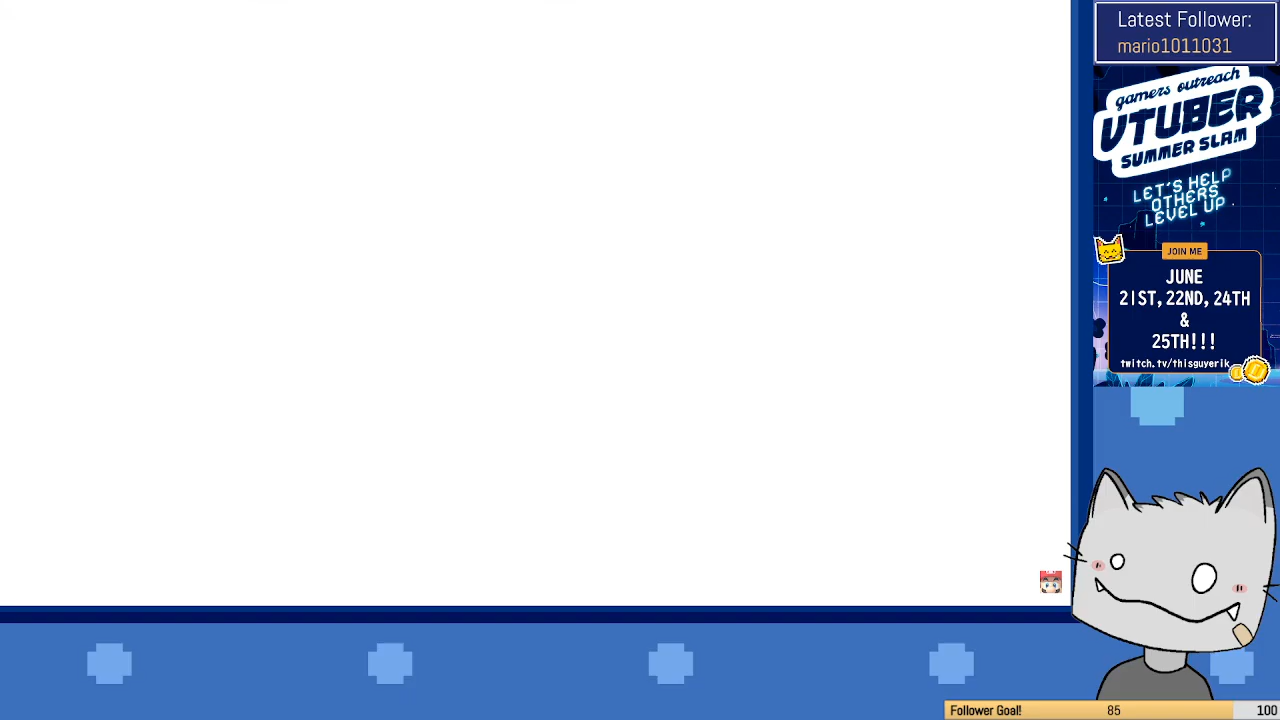 Latest Follower:
mario1011031
gamers outreach
VTUBER
SUMMER SLAM
LET'S HELP
OTHERS
LEVEL UP
JOIN ME
JUNE
21ST, 22ND, 24TH
&
25TH!!!
twitch.tv/thisguyerik
Follower Goal! 85 100